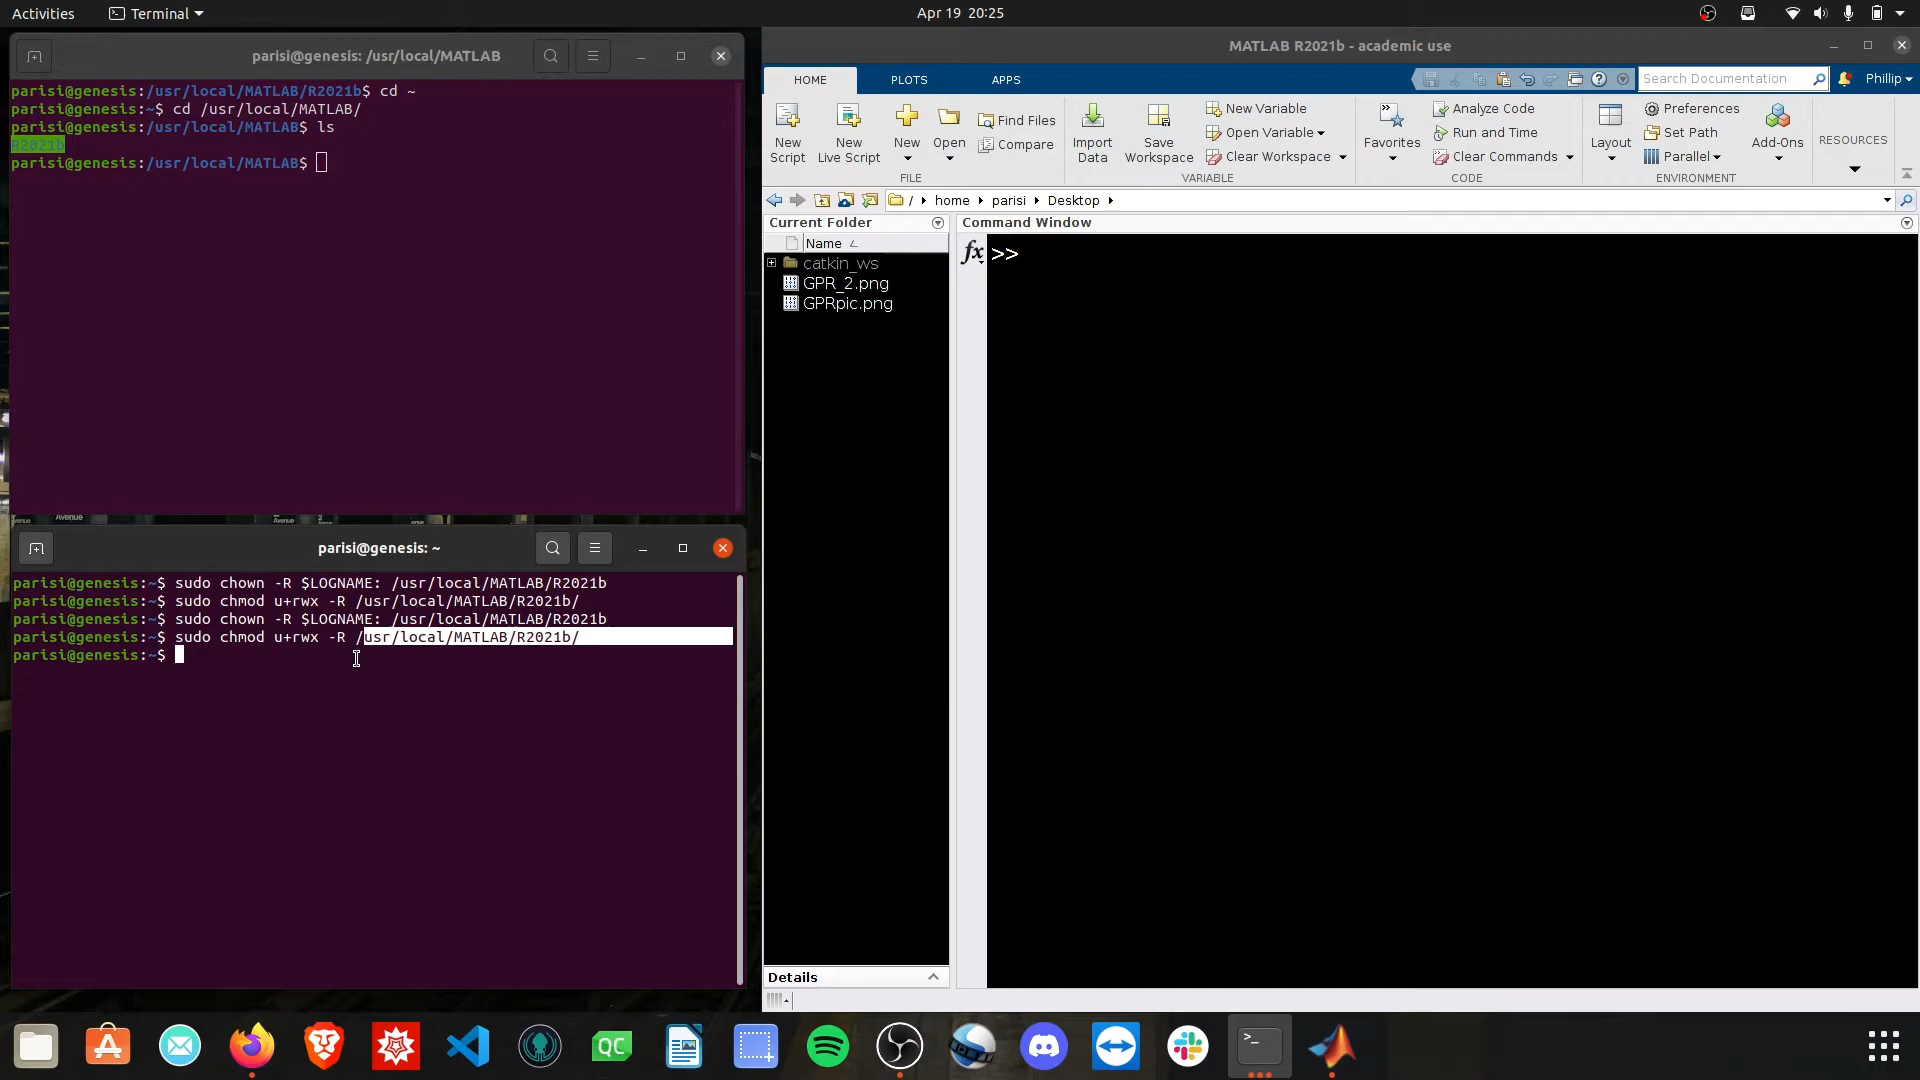 Activities
Terminal
Apr 19 20:25
parisi@genesis: /usr/local/MATLAB
parisi@genesis:/usr/local/MATLAB/R2021b$ cd ~
parisi@genesis:~$ cd /usr/local/MATLAB/
parisi@genesis:/usr/local/MATLAB$ ls
R2021b
parisi@genesis:/usr/local/MATLAB$
Avenue
Avenue
parisi@genesis: ~
parisi@genesis:~$ sudo chown -R $LOGNAME: /usr/local/MATLAB/R2021b
parisi@genesis:~$ sudo chmod u+rwx -R /usr/local/MATLAB/R2021b/
parisi@genesis:~$ sudo chown -R $LOGNAME: /usr/local/MATLAB/R2021b
parisi@genesis:~$ sudo chmod u+rwx -R /usr/local/MATLAB/R2021b/
parisi@genesis:~$
MATLAB R2021b - academic use
HOME PLOTS APPS
Search Documentation
Phillip
New Script
New Live Script
New
Open
Find Files
Compare
FILE
Import Data
Save Workspace
New Variable
Open Variable
Clear Workspace
VARIABLE
Favorites
Analyze Code
Run and Time
Clear Commands
CODE
Layout
Preferences
Set Path
Parallel
ENVIRONMENT
Add-Ons
RESOURCES
/ home parisi Desktop
Current Folder
Name
catkin_ws
GPR_2.png
GPRpic.png
Details
Command Window
fx >>
QC
>_